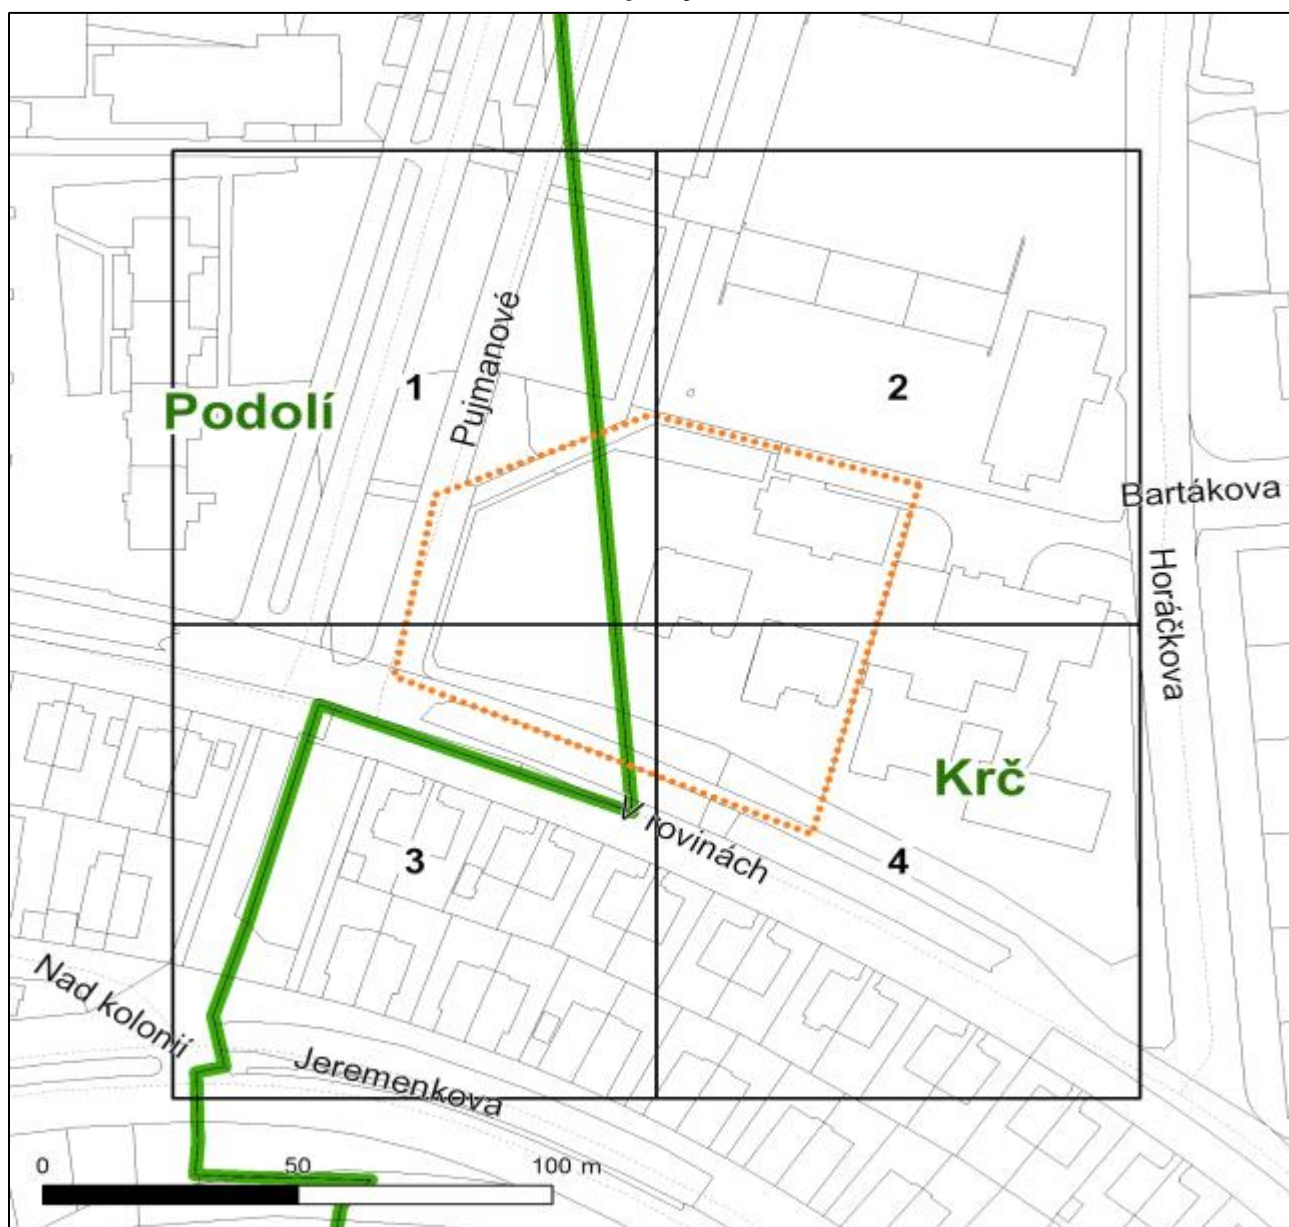 Pujmanové
1
2
Podolí
Bartákova
Horáčkova
Krč
V rovinách
3
4
Nad kolonií
Jeremenkova
0 50 100 m